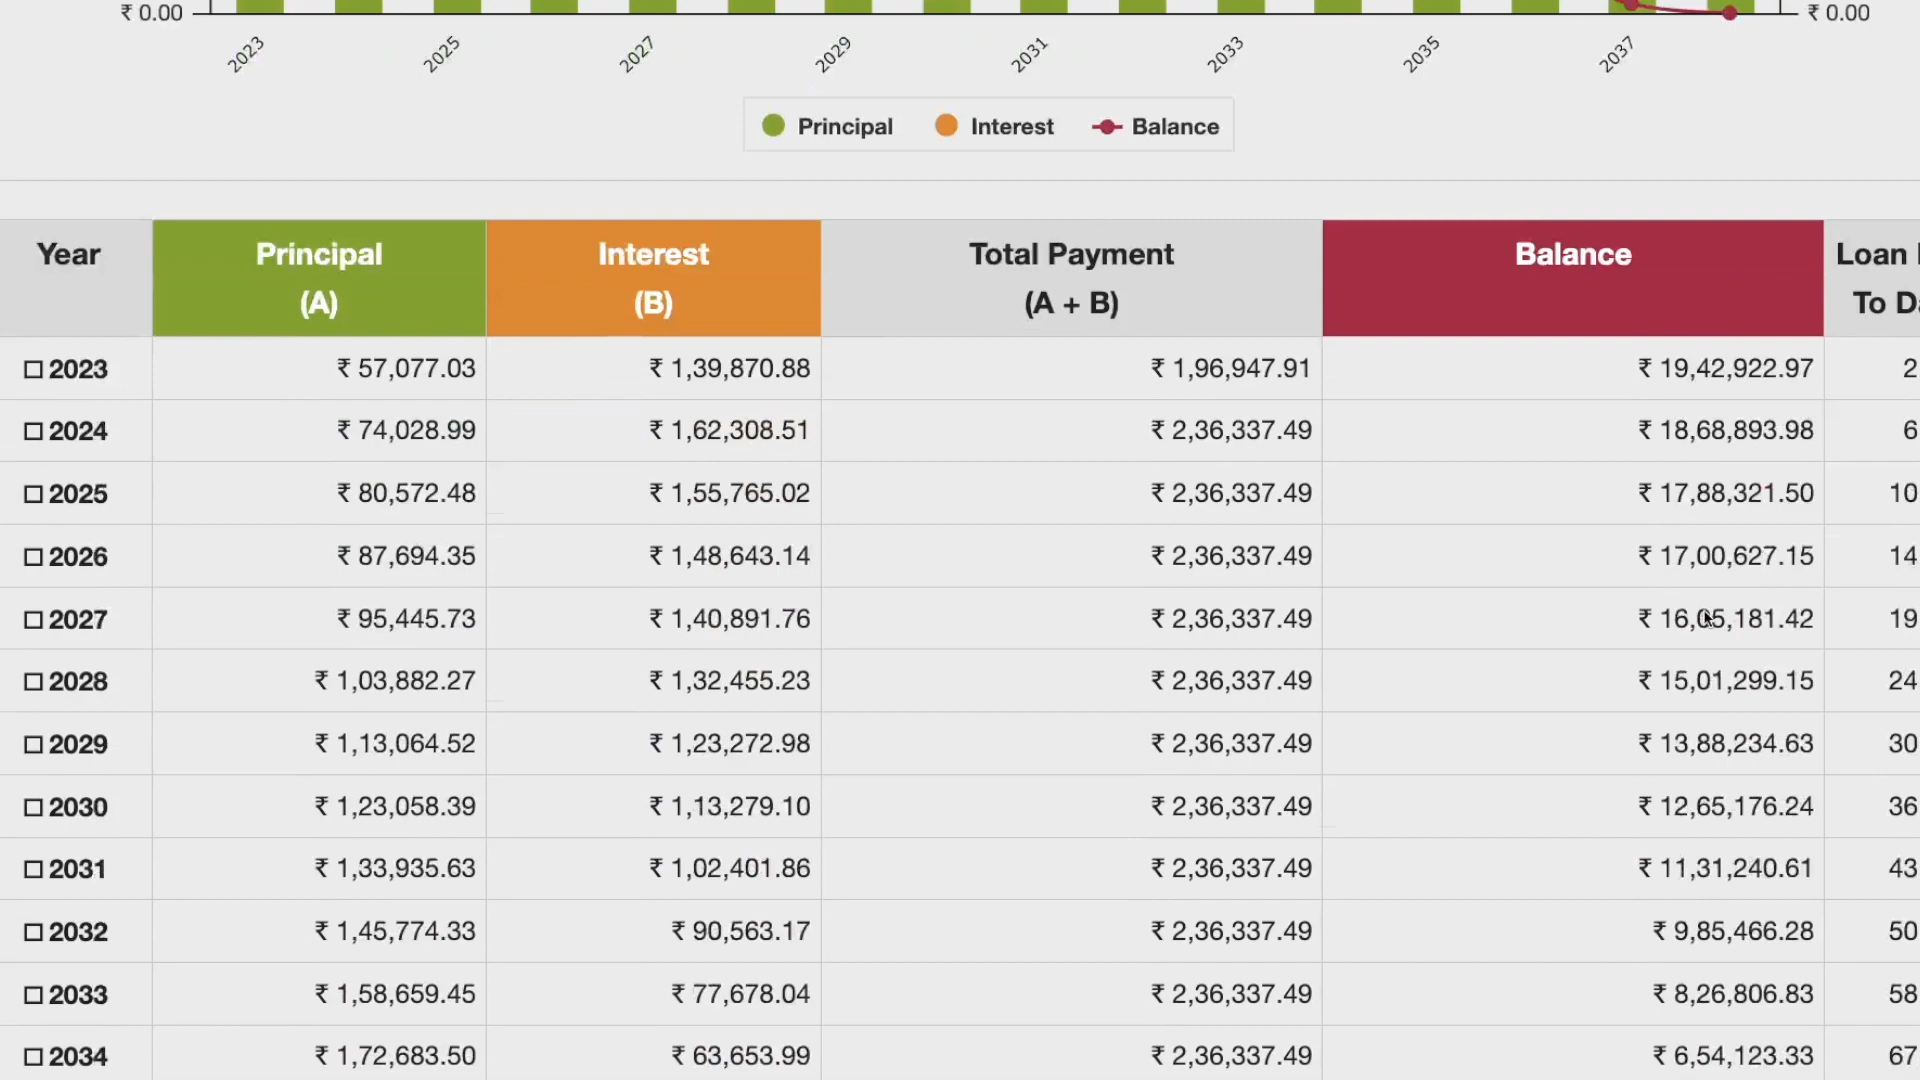 ₹ 0.00 ₹ 0.00
2023 2025 2027 2029 2031 2033 2035 2037
Principal Interest Balance
Year Principal Interest Total Payment Balance Loan
(A) (B) (A + B) To
2023 ₹ 57,077.03 ₹ 1,39,870.88 ₹ 1,96,947.91 ₹ 19,42,922.97 2
2024 ₹ 74,028.99 ₹ 1,62,308.51 ₹ 2,36,337.49 ₹ 18,68,893.98 6
2025 ₹ 80,572.48 ₹ 1,55,765.02 ₹ 2,36,337.49 ₹ 17,88,321.50 10
2026 ₹ 87,694.35 ₹ 1,48,643.14 ₹ 2,36,337.49 ₹ 17,00,627.15 14
2027 ₹ 95,445.73 ₹ 1,40,891.76 ₹ 2,36,337.49 ₹ 16,05,181.42 19
2028 ₹ 1,03,882.27 ₹ 1,32,455.23 ₹ 2,36,337.49 ₹ 15,01,299.15 24
2029 ₹ 1,13,064.52 ₹ 1,23,272.98 ₹ 2,36,337.49 ₹ 13,88,234.63 30
2030 ₹ 1,23,058.39 ₹ 1,13,279.10 ₹ 2,36,337.49 ₹ 12,65,176.24 36
2031 ₹ 1,33,935.63 ₹ 1,02,401.86 ₹ 2,36,337.49 ₹ 11,31,240.61 43
2032 ₹ 1,45,774.33 ₹ 90,563.17 ₹ 2,36,337.49 ₹ 9,85,466.28 50
2033 ₹ 1,58,659.45 ₹ 77,678.04 ₹ 2,36,337.49 ₹ 8,26,806.83 58
2034 ₹ 1,72,683.50 ₹ 63,653.99 ₹ 2,36,337.49 ₹ 6,54,123.33 67